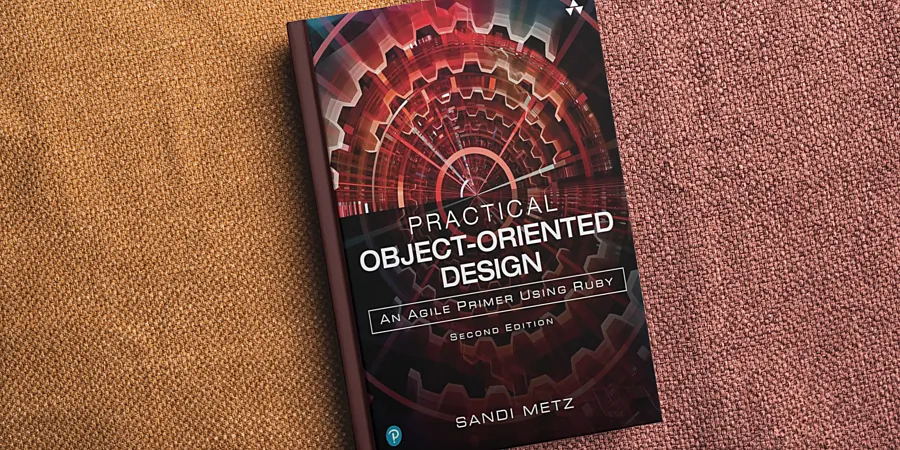 PRACTICAL
OBJECT-ORIENTED
DESIGN
AN AGILE PRIMER USING RUBY
SECOND EDITION
SANDI METZ
P